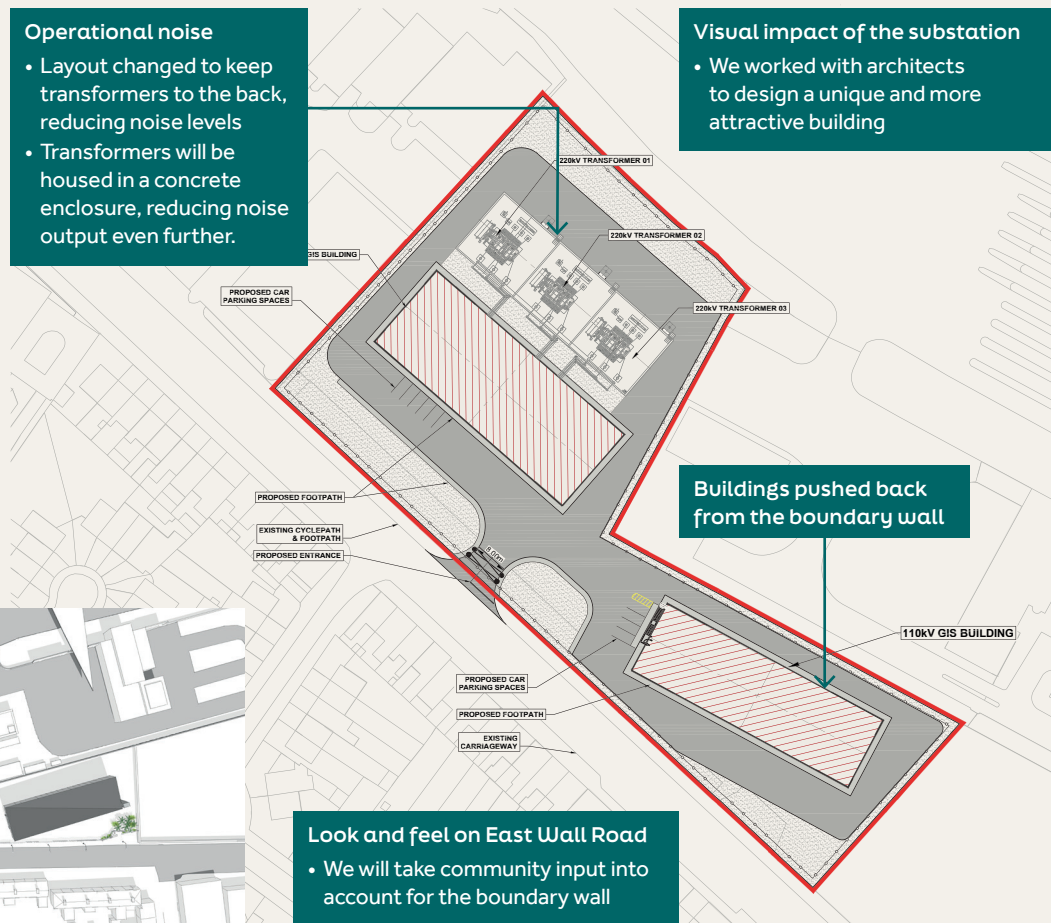 Operational noise
• Layout changed to keep
transformers to the back,
reducing noise levels
• Transformers will be
housed in a concrete
enclosure, reducing noise
output even further.
Visual impact of the substation
• We worked with architects
to design a unique and more
attractive building
220kV TRANSFORMER 01
220kV TRANSFORMER 02
GIS BUILDING
PROPOSED CAR
PARKING SPACES
220kV TRANSFORMER 03
Buildings pushed back
from the boundary wall
PROPOSED FOOTPATH
EXISTING CYCLEPATH
& FOOTPATH
PROPOSED ENTRANCE
110kV GIS BUILDING
PROPOSED CAR
PARKING SPACES
PROPOSED FOOTPATH
EXISTING
CARRIAGEWAY
Look and feel on East Wall Road
• We will take community input into
account for the boundary wall